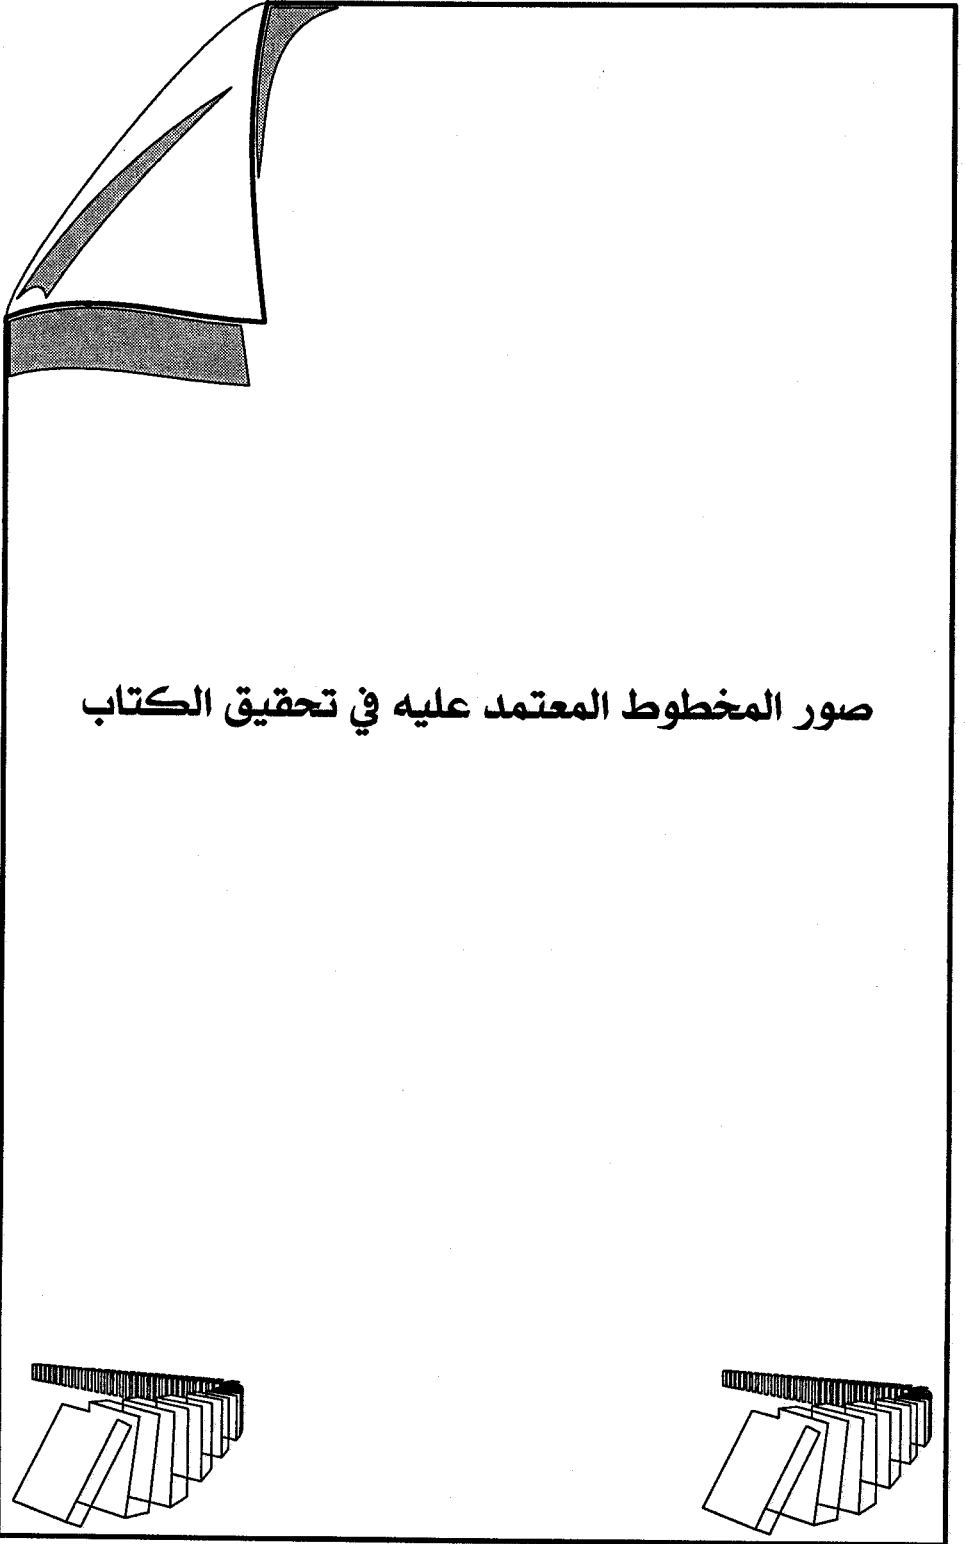 صور المخطوط المعتمد عليه في تحقيق الكتاب